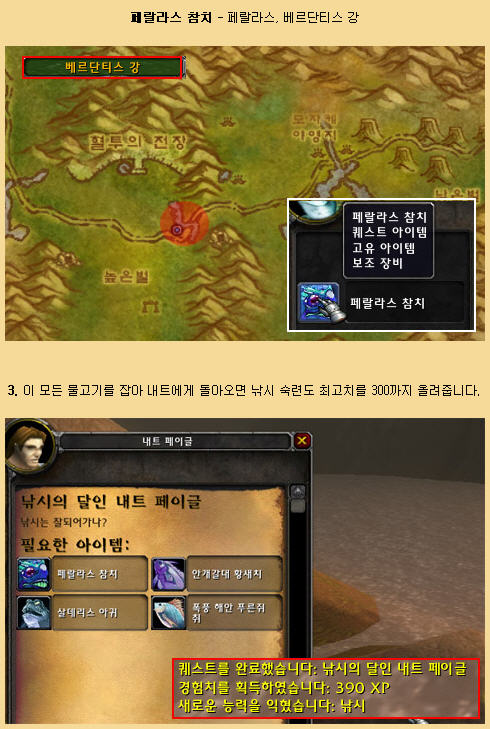 페랄라스 참치 - 페랄라스, 베르단티스 강
베르단티스 강
모자케
야영지
혈투의 전장
높은벌
페랄라스 참치
퀘스트 아이템
고유 아이템
보조 장비
페랄라스 참치
3. 이 모든 물고기를 잡아 내트에게 돌아오면 낚시 숙련도 최고치를 300까지 올려줍니다.
내트 페이글
낚시의 달인 내트 페이글
낚시는 잘되어가나?
필요한 아이템:
페랄라스 참치
안개갈대 황새치
살데리스 아귀
폭풍 해안 푸른쥐
쥐
퀘스트를 완료했습니다: 낚시의 달인 내트 페이글
경험치를 획득하였습니다: 390 XP
새로운 능력을 익혔습니다: 낚시